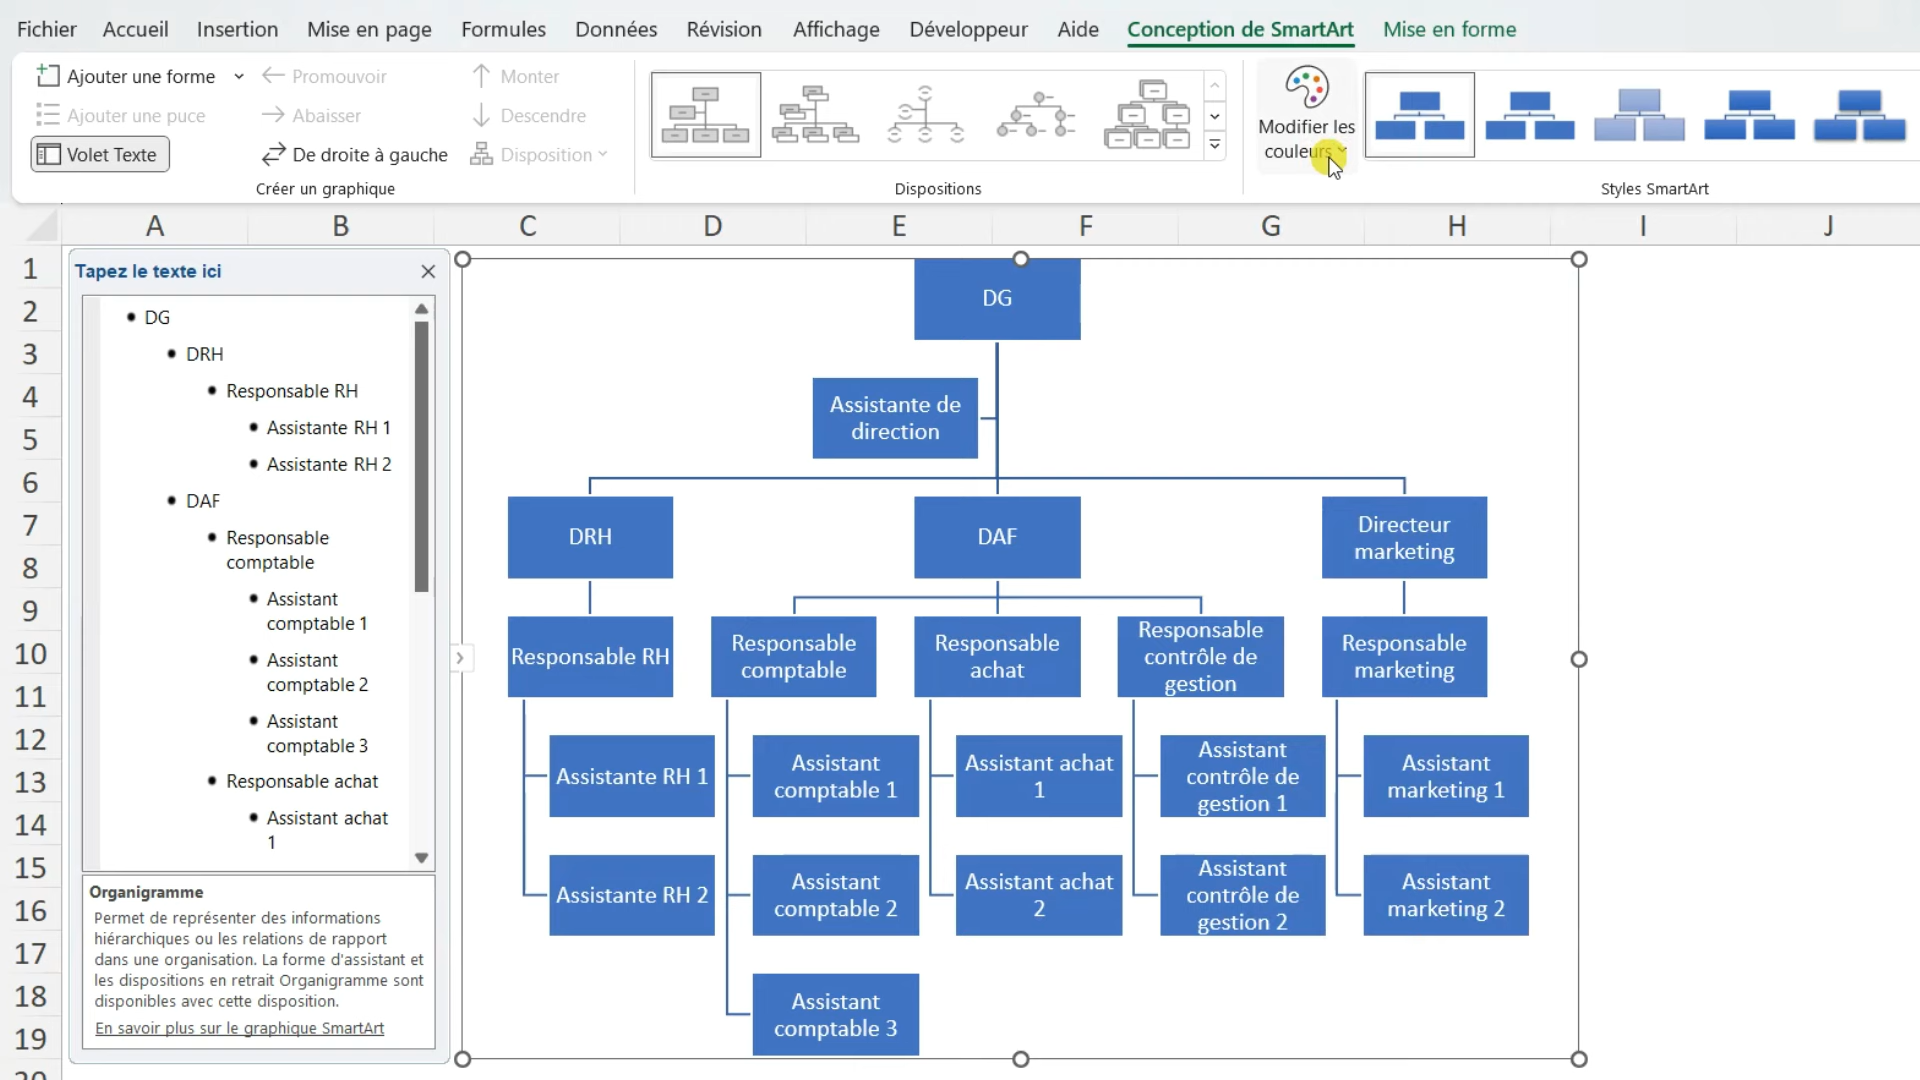 Fichier Accueil Insertion Mise en page Formules Données Révision Affichage Développeur Aide Conception de SmartArt Mise en forme
Ajouter une forme
Ajouter une puce
Volet Texte
Promouvoir
Abaisser
De droite à gauche
Monter
Descendre
Disposition
Créer un graphique
Dispositions
Modifier les
couleurs
Styles SmartArt
A B C D E F G H I J
1
2
3
4
5
6
7
8
9
10
11
12
13
14
15
16
17
18
19
20
Tapez le texte ici
DG
DRH
Responsable RH
Assistante RH 1
Assistante RH 2
DAF
Responsable
comptable
Assistant
comptable 1
Assistant
comptable 2
Assistant
comptable 3
Responsable achat
Assistant achat
1
Organigramme
Permet de représenter des informations
hiérarchiques ou les relations de rapport
dans une organisation. La forme d'assistant et
les dispositions en retrait Organigramme sont
disponibles avec cette disposition.
En savoir plus sur le graphique SmartArt
DG
Assistante de
direction
DRH
DAF
Directeur
marketing
Responsable RH
Responsable
comptable
Responsable
achat
Responsable
contrôle de
gestion
Responsable
marketing
Assistante RH 1
Assistant
comptable 1
Assistant achat
1
Assistant
contrôle de
gestion 1
Assistant
marketing 1
Assistante RH 2
Assistant
comptable 2
Assistant achat
2
Assistant
contrôle de
gestion 2
Assistant
marketing 2
Assistant
comptable 3